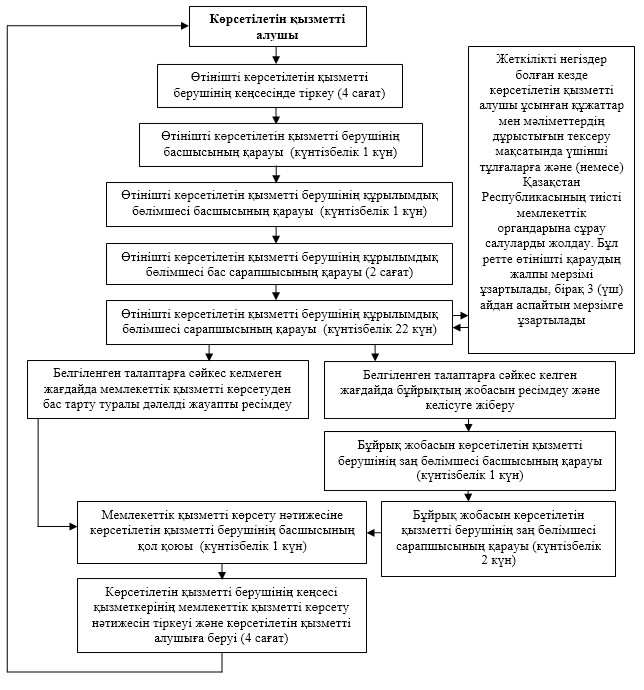 Көрсетілетін қызметті
алушы
Өтінішті көрсетілетін қызметті
берушінің кеңсесінде тіркеу (4 сағат)
Өтінішті көрсетілетін қызметті берушінің
басшысының қарауы (күнтізбелік 1 күн)
Өтінішті көрсетілетін қызметті берушінің құрылымдық
бөлімшесі басшысының қарауы (күнтізбелік 1 күн)
Өтінішті көрсетілетін қызметті берушінің құрылымдық
бөлімшесі бас сарапшысының қарауы (2 сағат)
Өтінішті көрсетілетін қызметті берушінің құрылымдық
бөлімшесі сарапшысының қарауы (күнтізбелік 22 күн)
Жеткілікті негіздер
болған кезде
көрсетілетін қызметті
алушы ұсынған құжаттар
мен мәліметтердің
дұрыстығын тексеру
мақсатында үшінші
тұлғаларға және (немесе)
Қазақстан
Республикасының тиісті
мемлекеттік
органдарына сұрау
салуларды жолдау. Бұл
ретте өтінішті қараудың
жалпы мерзімі
ұзартылады, бірақ 3 (үш)
айдан аспайтын мерзімге
ұзартылады
Белгіленген талаптарға сәйкес келмеген
жағдайда мемлекеттік қызметті көрсетуден
бас тарту туралы дәлелді жауапты ресімдеу
Белгіленген талаптарға сәйкес келген
жағдайда бұйрықтың жобасын ресімдеу және
келісуге жіберу
Бұйрық жобасын көрсетілетін қызметті
берушінің заң бөлімшесі басшысының қарауы
(күнтізбелік 1 күн)
Мемлекеттік қызметті көрсету нәтижесіне
көрсетілетін қызметті берушінің басшысының
қол қоюы (күнтізбелік 1 күн)
Бұйрық жобасын көрсетілетін
қызметті берушінің заң бөлімшесі
сарапшысының қарауы (күнтізбелік
2 күн)
Көрсетілетін қызметті берушінің кеңсесі
қызметкерінің мемлекеттік қызметті көрсету
нәтижесін тіркеуі және көрсетілетін қызметті
алушыға беруі (4 сағат)